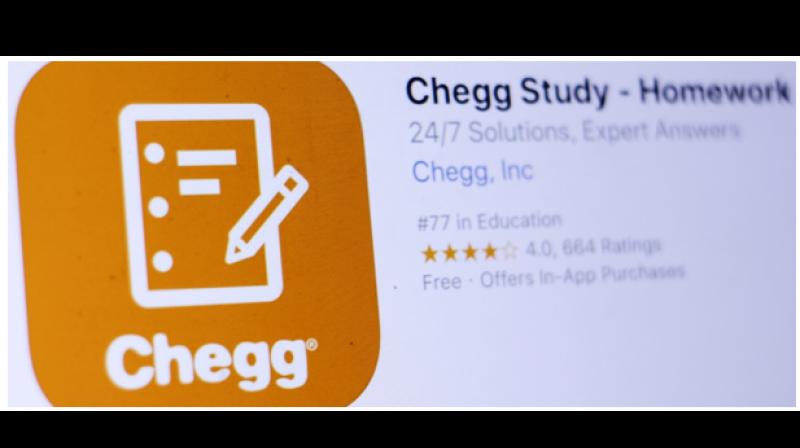 Chegg®
Chegg Study - Homework
24/7 Solutions, Expert Answers
Chegg, Inc
#77 in Education
4.0, 664 Ratings
Free · Offers In-App Purchases